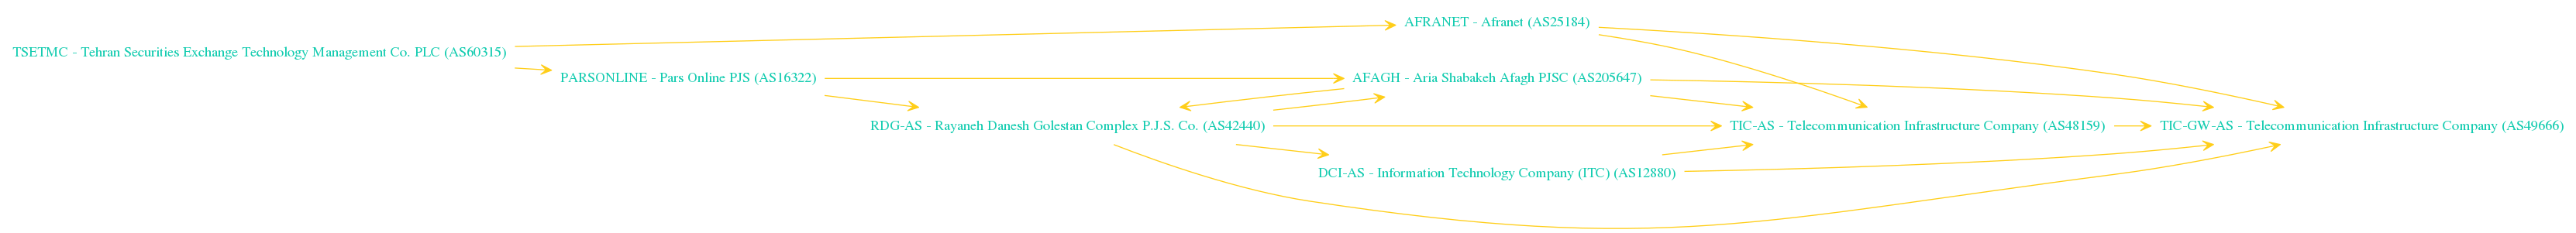 AFRANET - Afranet (AS25184)
TSETMC - Tehran Securities Exchange Technology Management Co. PLC (AS60315)
PARSONLINE - Pars Online PJS (AS16322)
AFAGH - Aria Shabakeh Afagh PJSC (AS205647)
RDG-AS - Rayaneh Danesh Golestan Complex P.J.S. Co. (AS42440)
TIC-AS - Telecommunication Infrastructure Company (AS48159)
TIC-GW-AS - Telecommunication Infrastructure Company (AS49666)
DCI-AS - Information Technology Company (ITC) (AS12880)